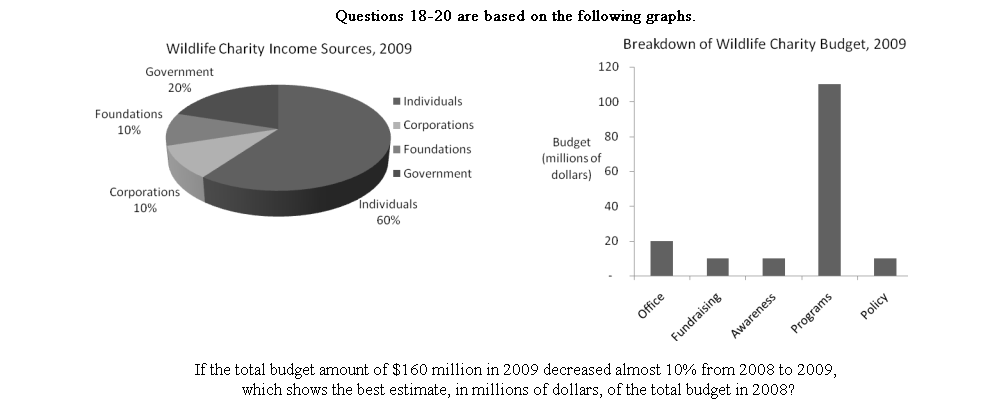 Questions 18-20 are based on the following graphs.
Wildlife Charity Income Sources, 2009
Government
20%
Foundations
10%
Corporations
10%
Individuals
60%
Individuals
Corporations
Foundations
Government
Breakdown of Wildlife Charity Budget, 2009
Budget
(millions of
dollars)
120
100
80
60
40
20
-
Office
Fundraising
Awareness
Programs
Policy
If the total budget amount of $160 million in 2009 decreased almost 10% from 2008 to 2009,
which shows the best estimate, in millions of dollars, of the total budget in 2008?